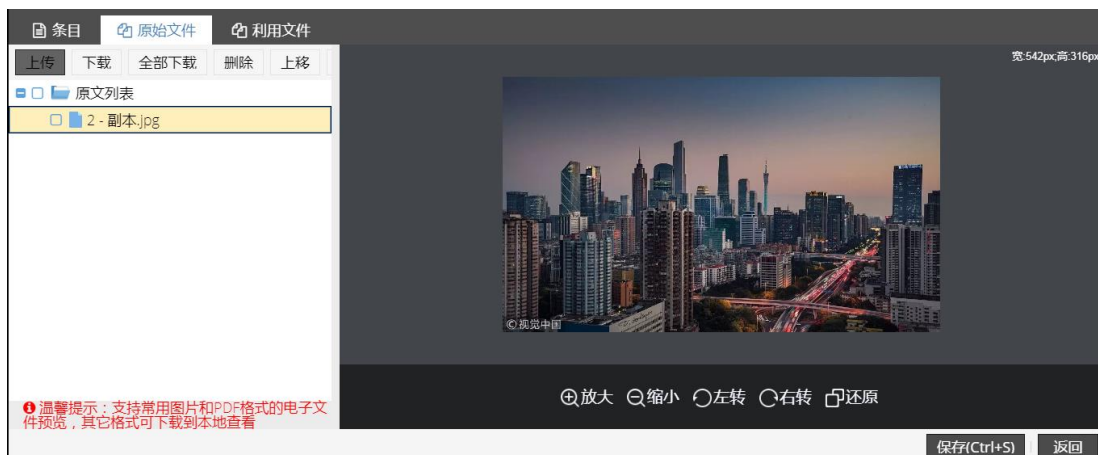 条目 原始文件 利用文件
上传 下载 全部下载 删除 上移
宽:542px;高:316px
原文列表
2 - 副本.jpg
©视觉中国
放大 缩小 左转 右转 还原
温馨提示：支持常用图片和PDF格式的电子文
件预览，其它格式可下载到本地查看
保存(Ctrl+S) 返回